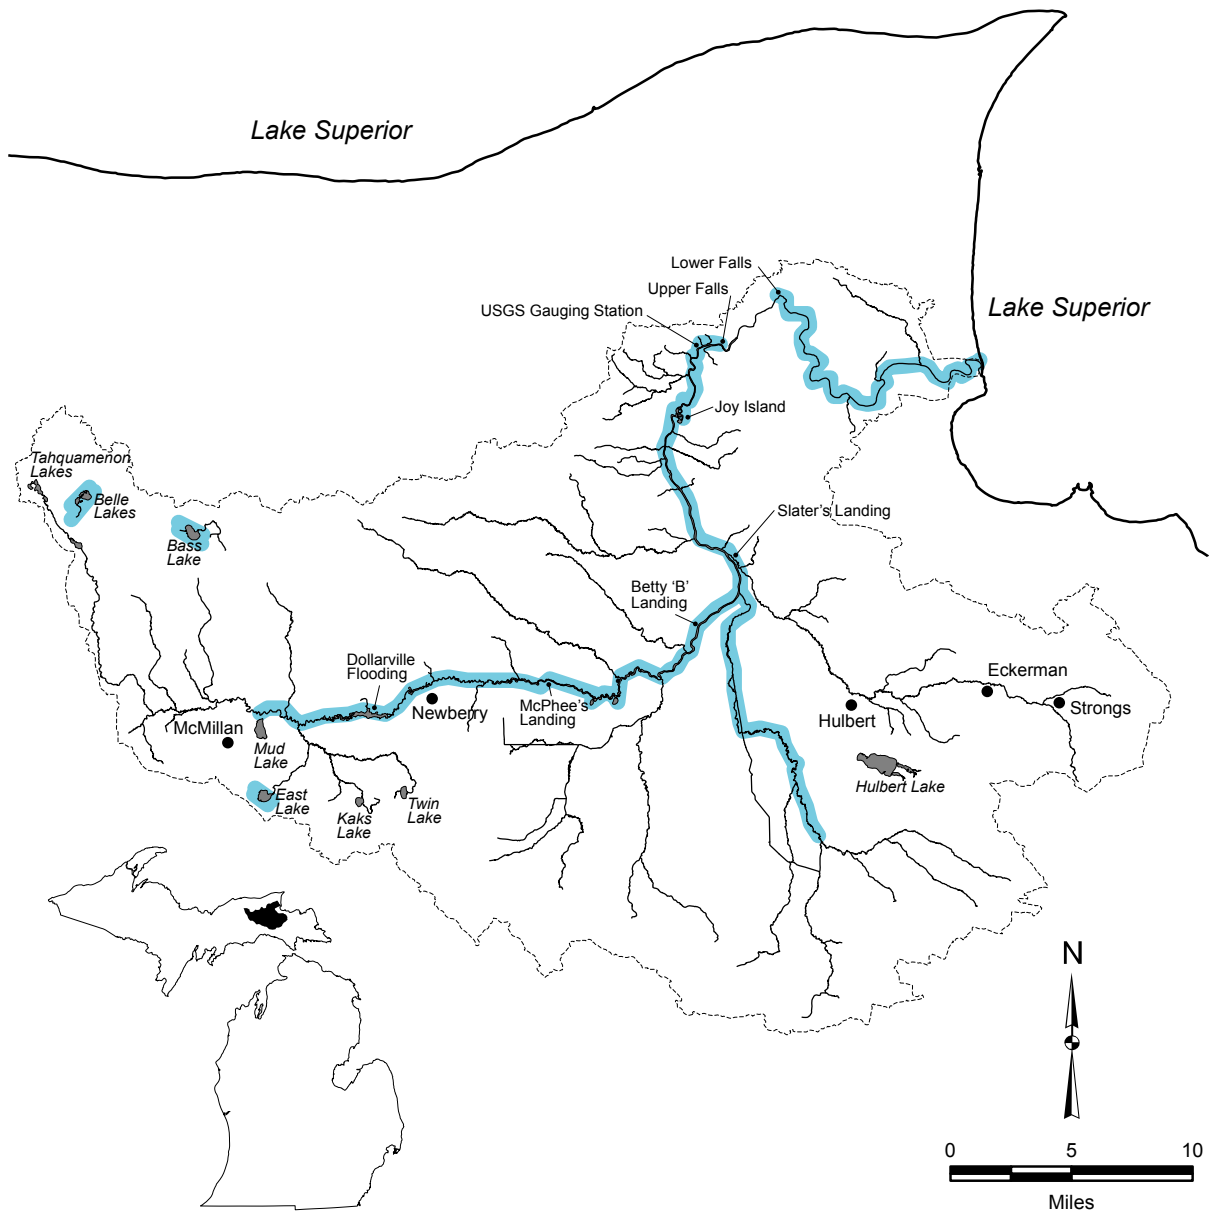 Lake Superior
Lower Falls
Upper Falls
Lake Superior
USGS Gauging Station
Joy Island
Tahquamenon
Lakes
Belle
Lakes
Slater's Landing
Bass
Lake
Betty ‘B’
Landing
Dollarville
Flooding
Eckerman
McPhee's
Landing
Newberry
Strongs
Hulbert
McMillan
Mud
Lake
Hulbert Lake
East
Lake
Twin
Lake
Kaks
Lake
N
0 5 10
Miles